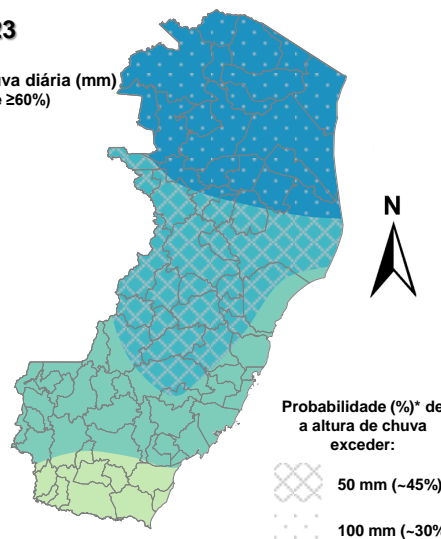 23
uva diária (mm)
e ≥60%)
N
Probabilidade (%)* de
a altura de chuva
exceder:
50 mm (~45%)
100 mm (~30%